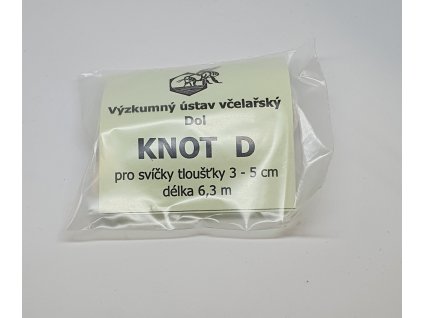 Výzkumný ústav včelařský
Dol
KNOT D
pro svíčky tloušťky 3 - 5 cm
délka 6,3 m